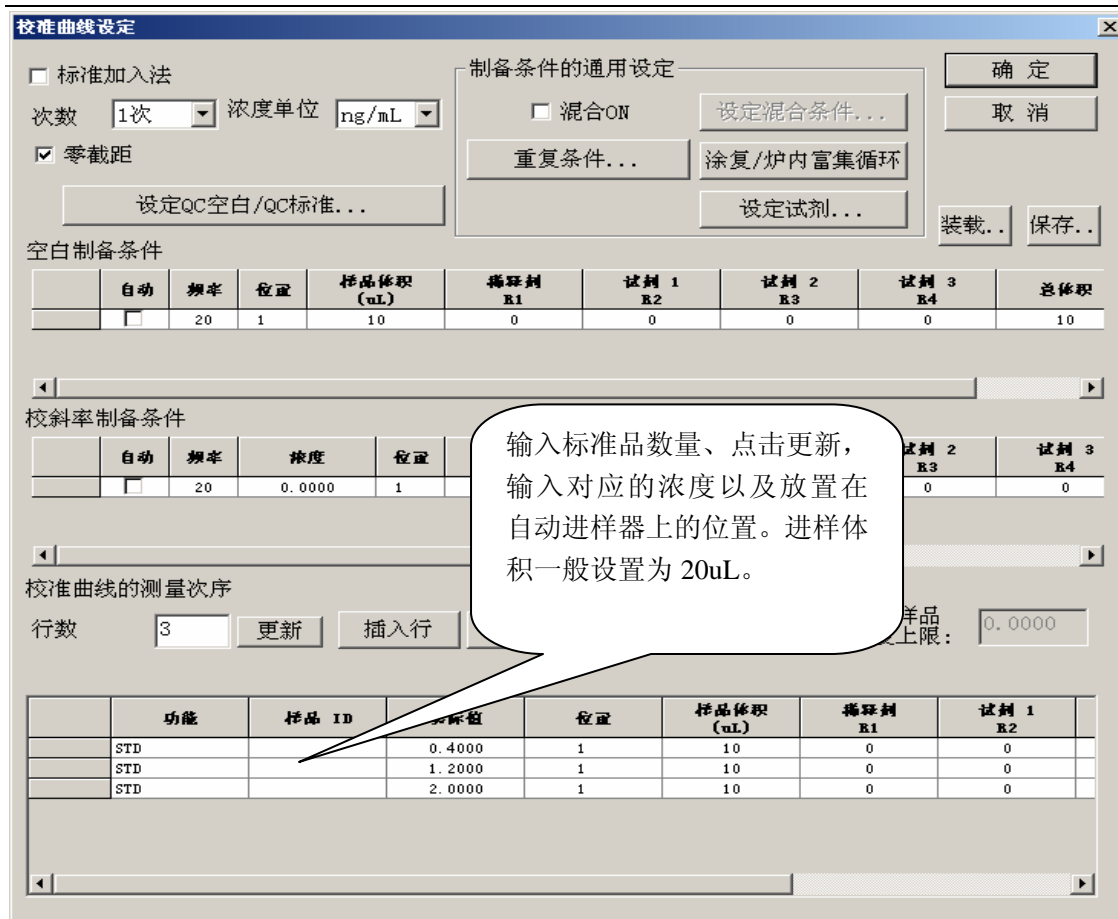 校准曲线设定
标准加入法
次数 1次 浓度单位 ng/mL
零截距
设定QC空白/QC标准...
制备条件的通用设定
混合ON 设定混合条件...
重复条件... 涂复/炉内富集循环
设定试剂...
确 定
取 消
装载.. 保存..
空白制备条件
自动 频率 位置 样品体积 (uL) 稀释剂 R1 试剂 1 R2 试剂 2 R3 试剂 3 R4 总体积
20 1 10 0 0 0 0 10
校斜率制备条件
自动 频率 浓度 位置 试剂 2 R3 试剂 3 R4
20 0.0000 1 0 0
输入标准品数量、点击更新，
输入对应的浓度以及放置在
自动进样器上的位置。进样体
积一般设置为 20uL。
校准曲线的测量次序
行数 3 更新 插入行 样品
上限： 0.0000
功能 样品 ID 位置 样品体积 (uL) 稀释剂 R1 试剂 1 R2
STD 0.4000 1 10 0 0
STD 1.2000 1 10 0 0
STD 2.0000 1 10 0 0